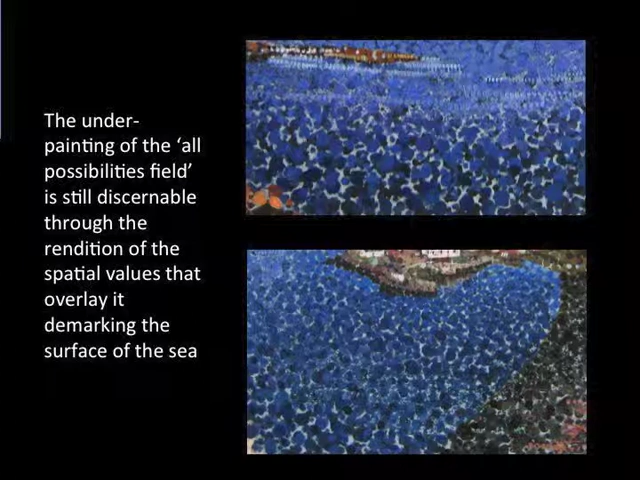 The under-
painting of the ‘all
possibilities field’
is still discernable
through the
rendition of the
spatial values that
overlay it
demarking the
surface of the sea